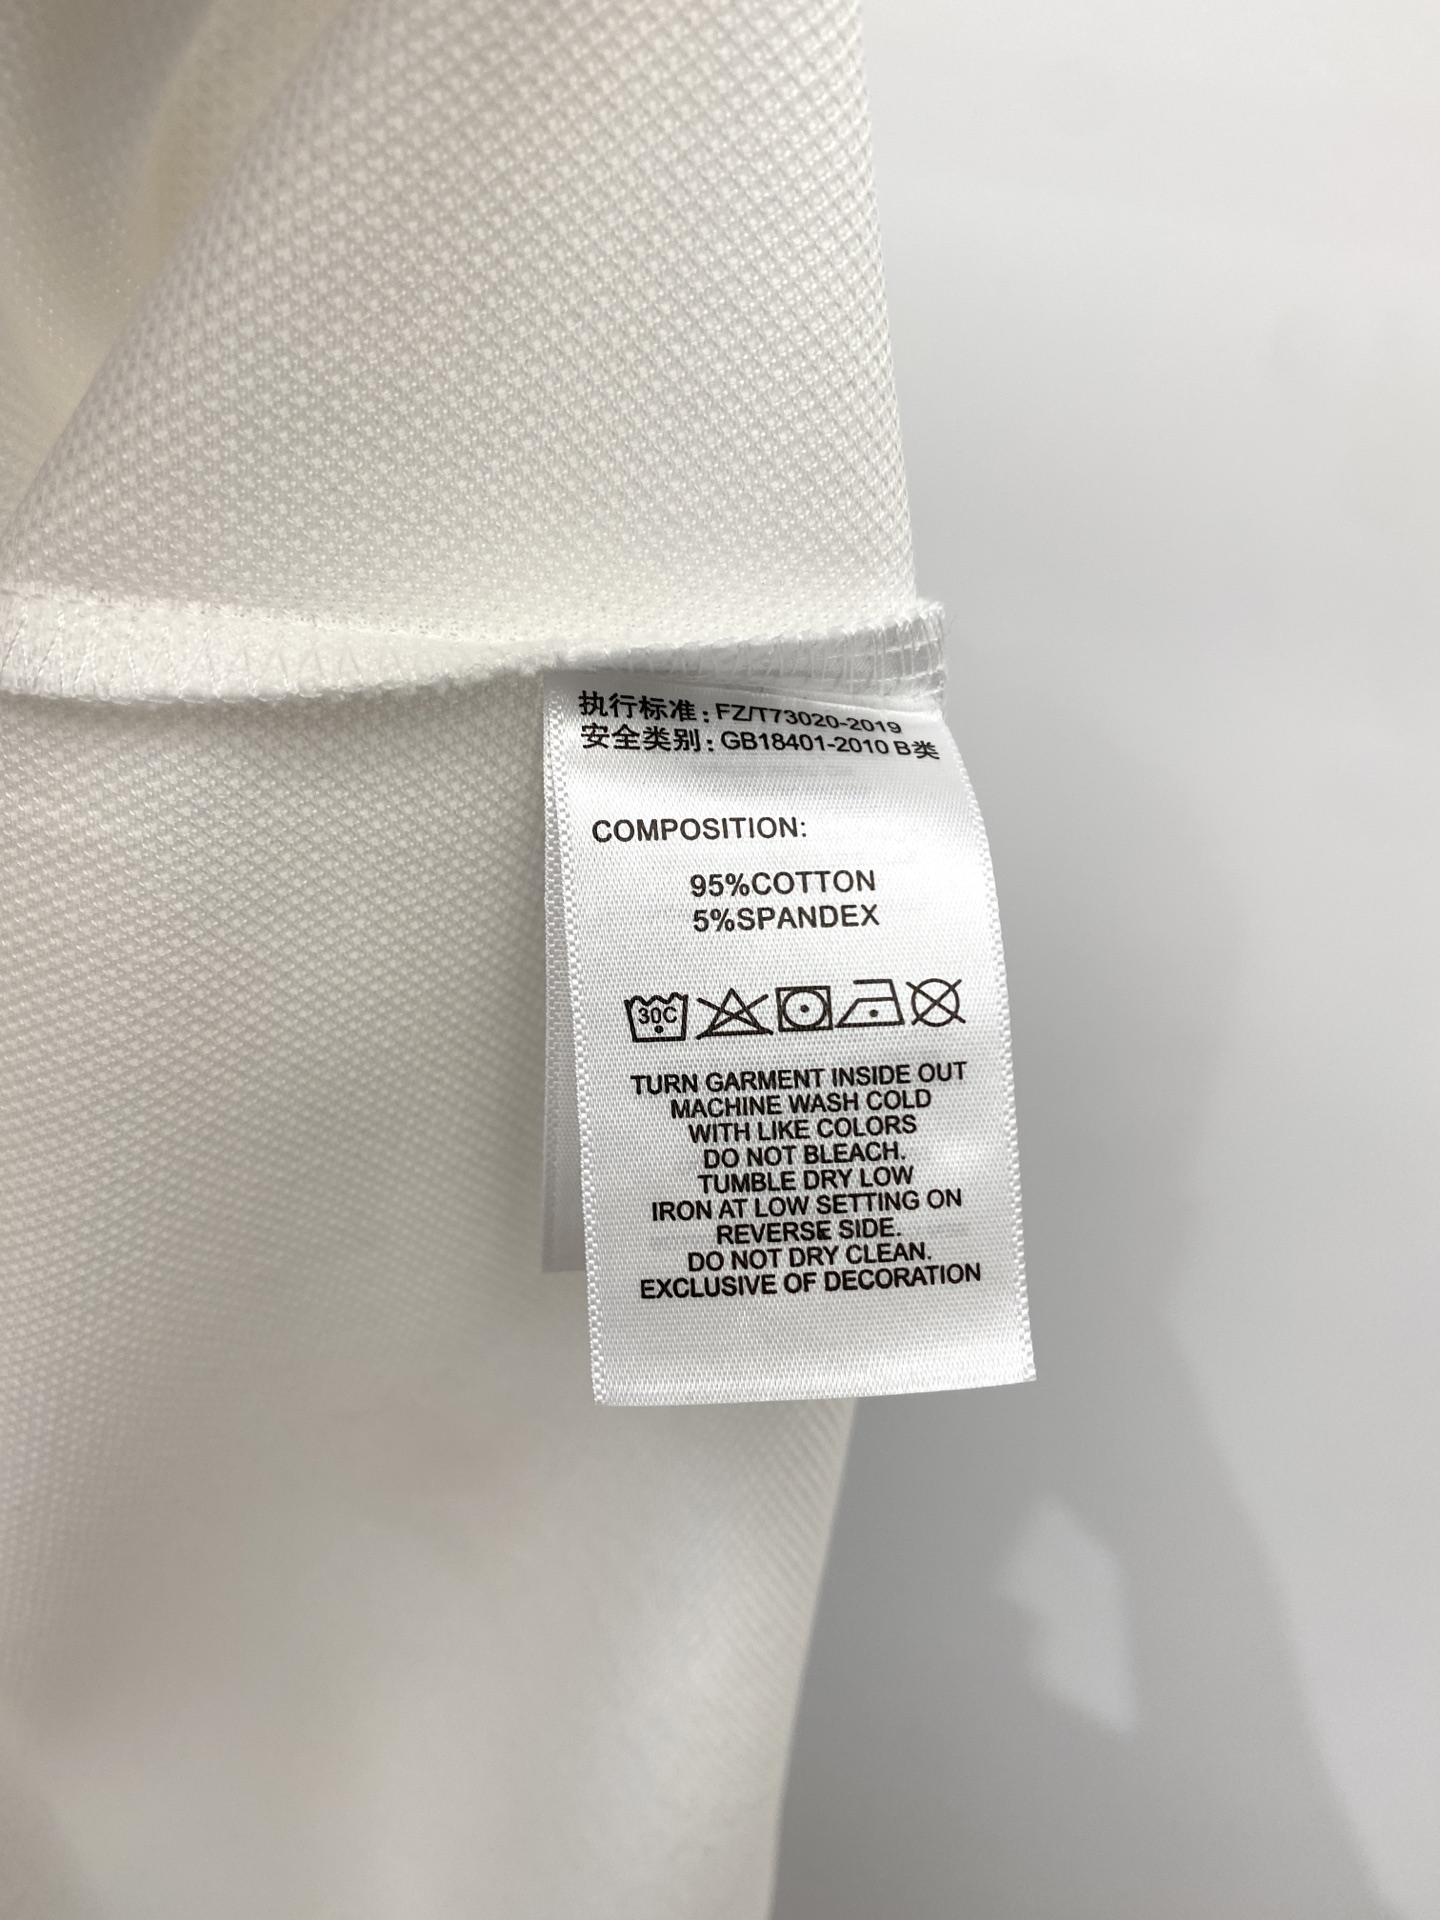 执行标准：FZ/T73020-2019
安全类别：GB18401-2010 B类
COMPOSITION:
95%COTTON
5%SPANDEX
30C
TURN GARMENT INSIDE OUT
MACHINE WASH COLD
WITH LIKE COLORS
DO NOT BLEACH.
TUMBLE DRY LOW
IRON AT LOW SETTING ON
REVERSE SIDE.
DO NOT DRY CLEAN.
EXCLUSIVE OF DECORATION